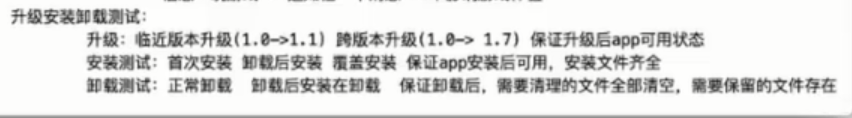 升级安装卸载测试:
升级: 临近版本升级(1.0->1.1) 跨版本升级(1.0-> 1.7) 保证升级后app可用状态
安装测试: 首次安装 卸载后安装 覆盖安装 保证app安装后可用, 安装文件齐全
卸载测试: 正常卸载 卸载后安装在卸载 保证卸载后, 需要清理的文件全部清空, 需要保留的文件存在